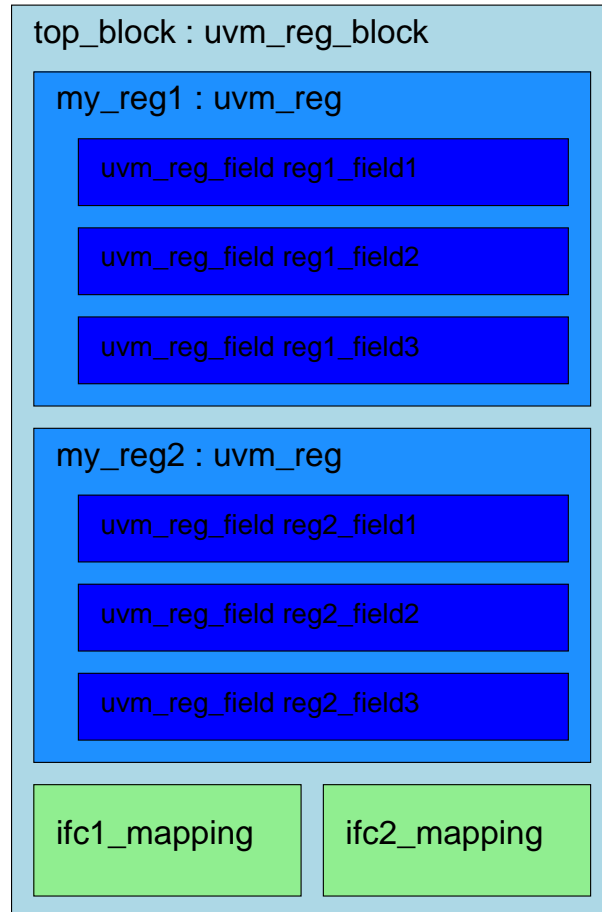 top_block : uvm_reg_block
my_reg1 : uvm_reg
uvm_reg_field reg1_field1
uvm_reg_field reg1_field2
uvm_reg_field reg1_field3
my_reg2 : uvm_reg
uvm_reg_field reg2_field1
uvm_reg_field reg2_field2
uvm_reg_field reg2_field3
ifc1_mapping
ifc2_mapping